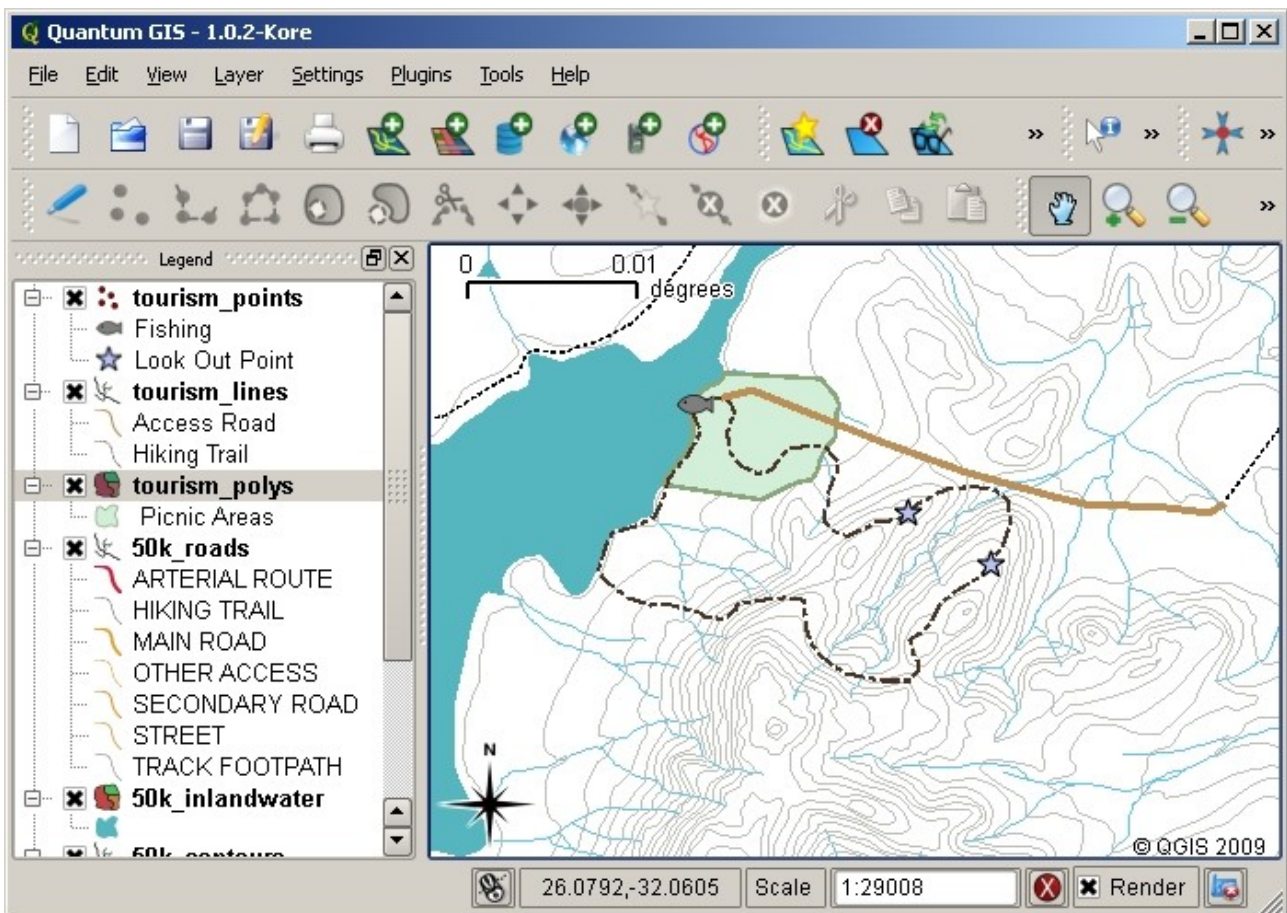 Quantum GIS - 1.0.2-Kore
File Edit View Layer Settings Plugins Tools Help
Legend
tourism_points
Fishing
Look Out Point
tourism_lines
Access Road
Hiking Trail
tourism_polys
Picnic Areas
50k_roads
ARTERIAL ROUTE
HIKING TRAIL
MAIN ROAD
OTHER ACCESS
SECONDARY ROAD
STREET
TRACK FOOTPATH
50k_inlandwater
50k_contours
0 0.01
dégrees
N
© QGIS 2009
26.0792,-32.0605 Scale 1:29008 Render